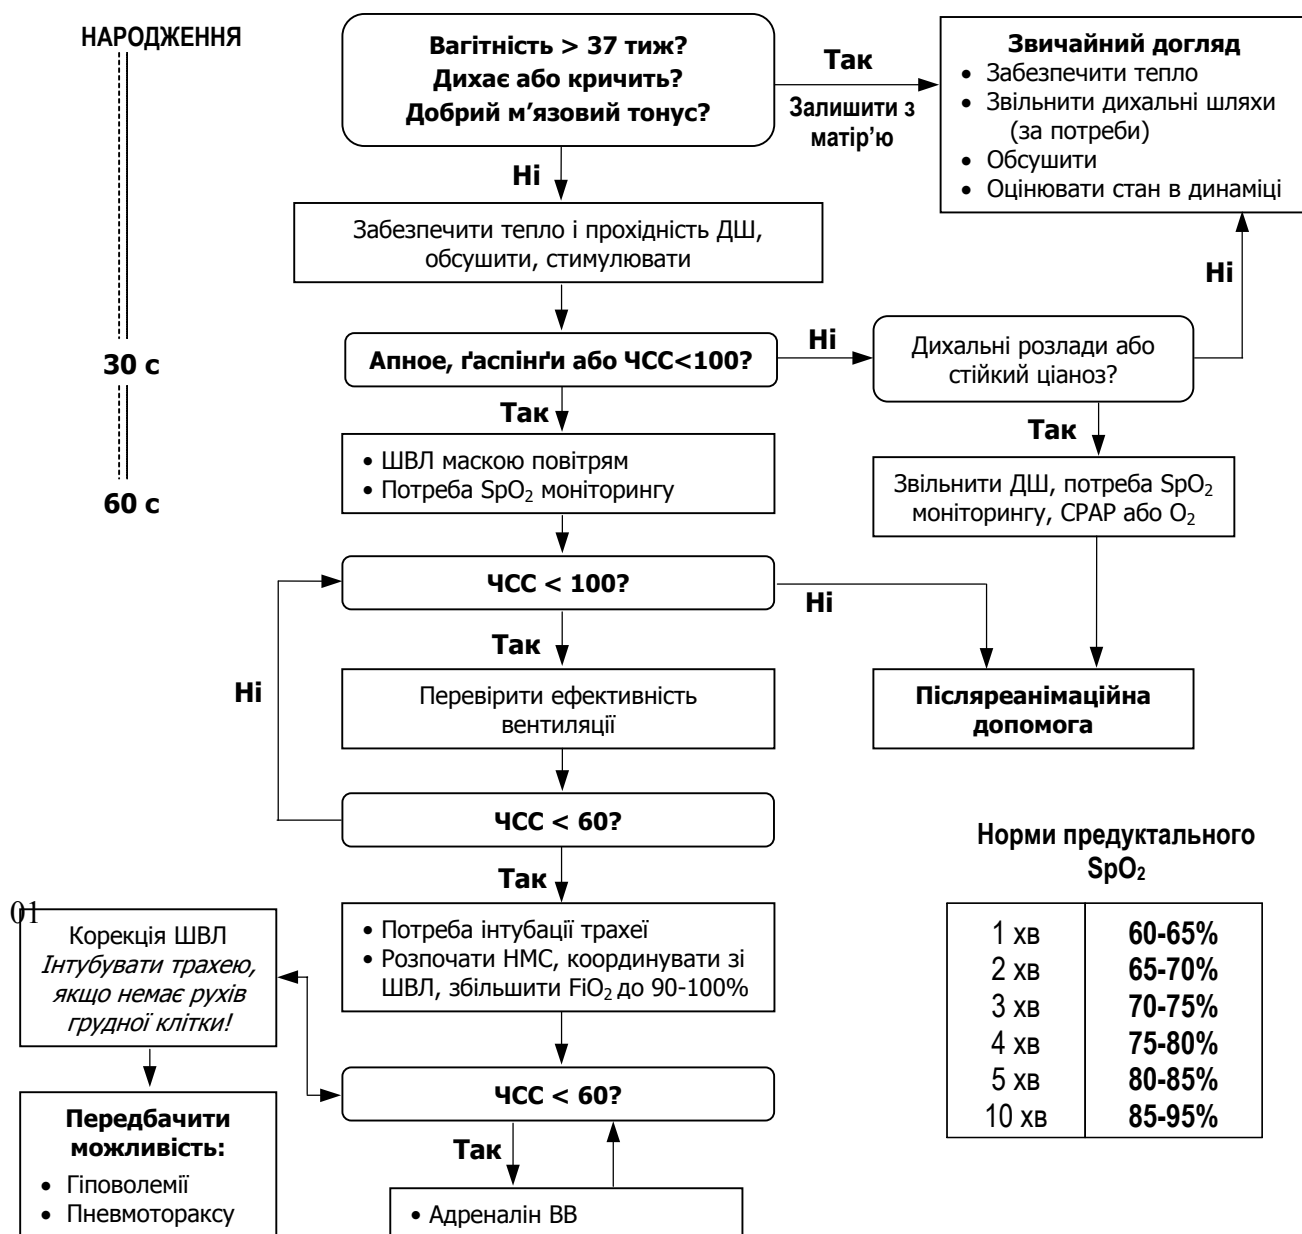 НАРОДЖЕННЯ
Вагітність > 37 тиж?
Дихає або кричить?
Добрий м’язовий тонус?
Так
Залишити з
матір’ю
Звичайний догляд
• Забезпечити тепло
• Звільнити дихальні шляхи
(за потреби)
• Обсушити
• Оцінювати стан в динаміці
Ні
Забезпечити тепло і прохідність ДШ,
обсушити, стимулювати
Ні
30 с
Апное, ґаспінґи або ЧСС<100?
Ні
Дихальні розлади або
стійкий ціаноз?
Так
Так
• ШВЛ маскою повітрям
• Потреба SpO₂ моніторингу
60 с
Звільнити ДШ, потреба SpO₂
моніторингу, CPAP або O₂
ЧСС < 100?
Ні
Так
Ні
Перевірити ефективність
вентиляції
Післяреанімаційна
допомога
ЧСС < 60?
Так
Норми предуктального
SpO₂
01
Корекція ШВЛ
Інтубувати трахею,
якщо немає рухів
грудної клітки!
• Потреба інтубації трахеї
• Розпочати НМС, координувати зі
ШВЛ, збільшити FiO₂ до 90-100%
1 хв 60-65%
2 хв 65-70%
3 хв 70-75%
4 хв 75-80%
5 хв 80-85%
10 хв 85-95%
ЧСС < 60?
Передбачити
можливість:
• Гіповолемії
• Пневмотораксу
Так
• Адреналін ВВ